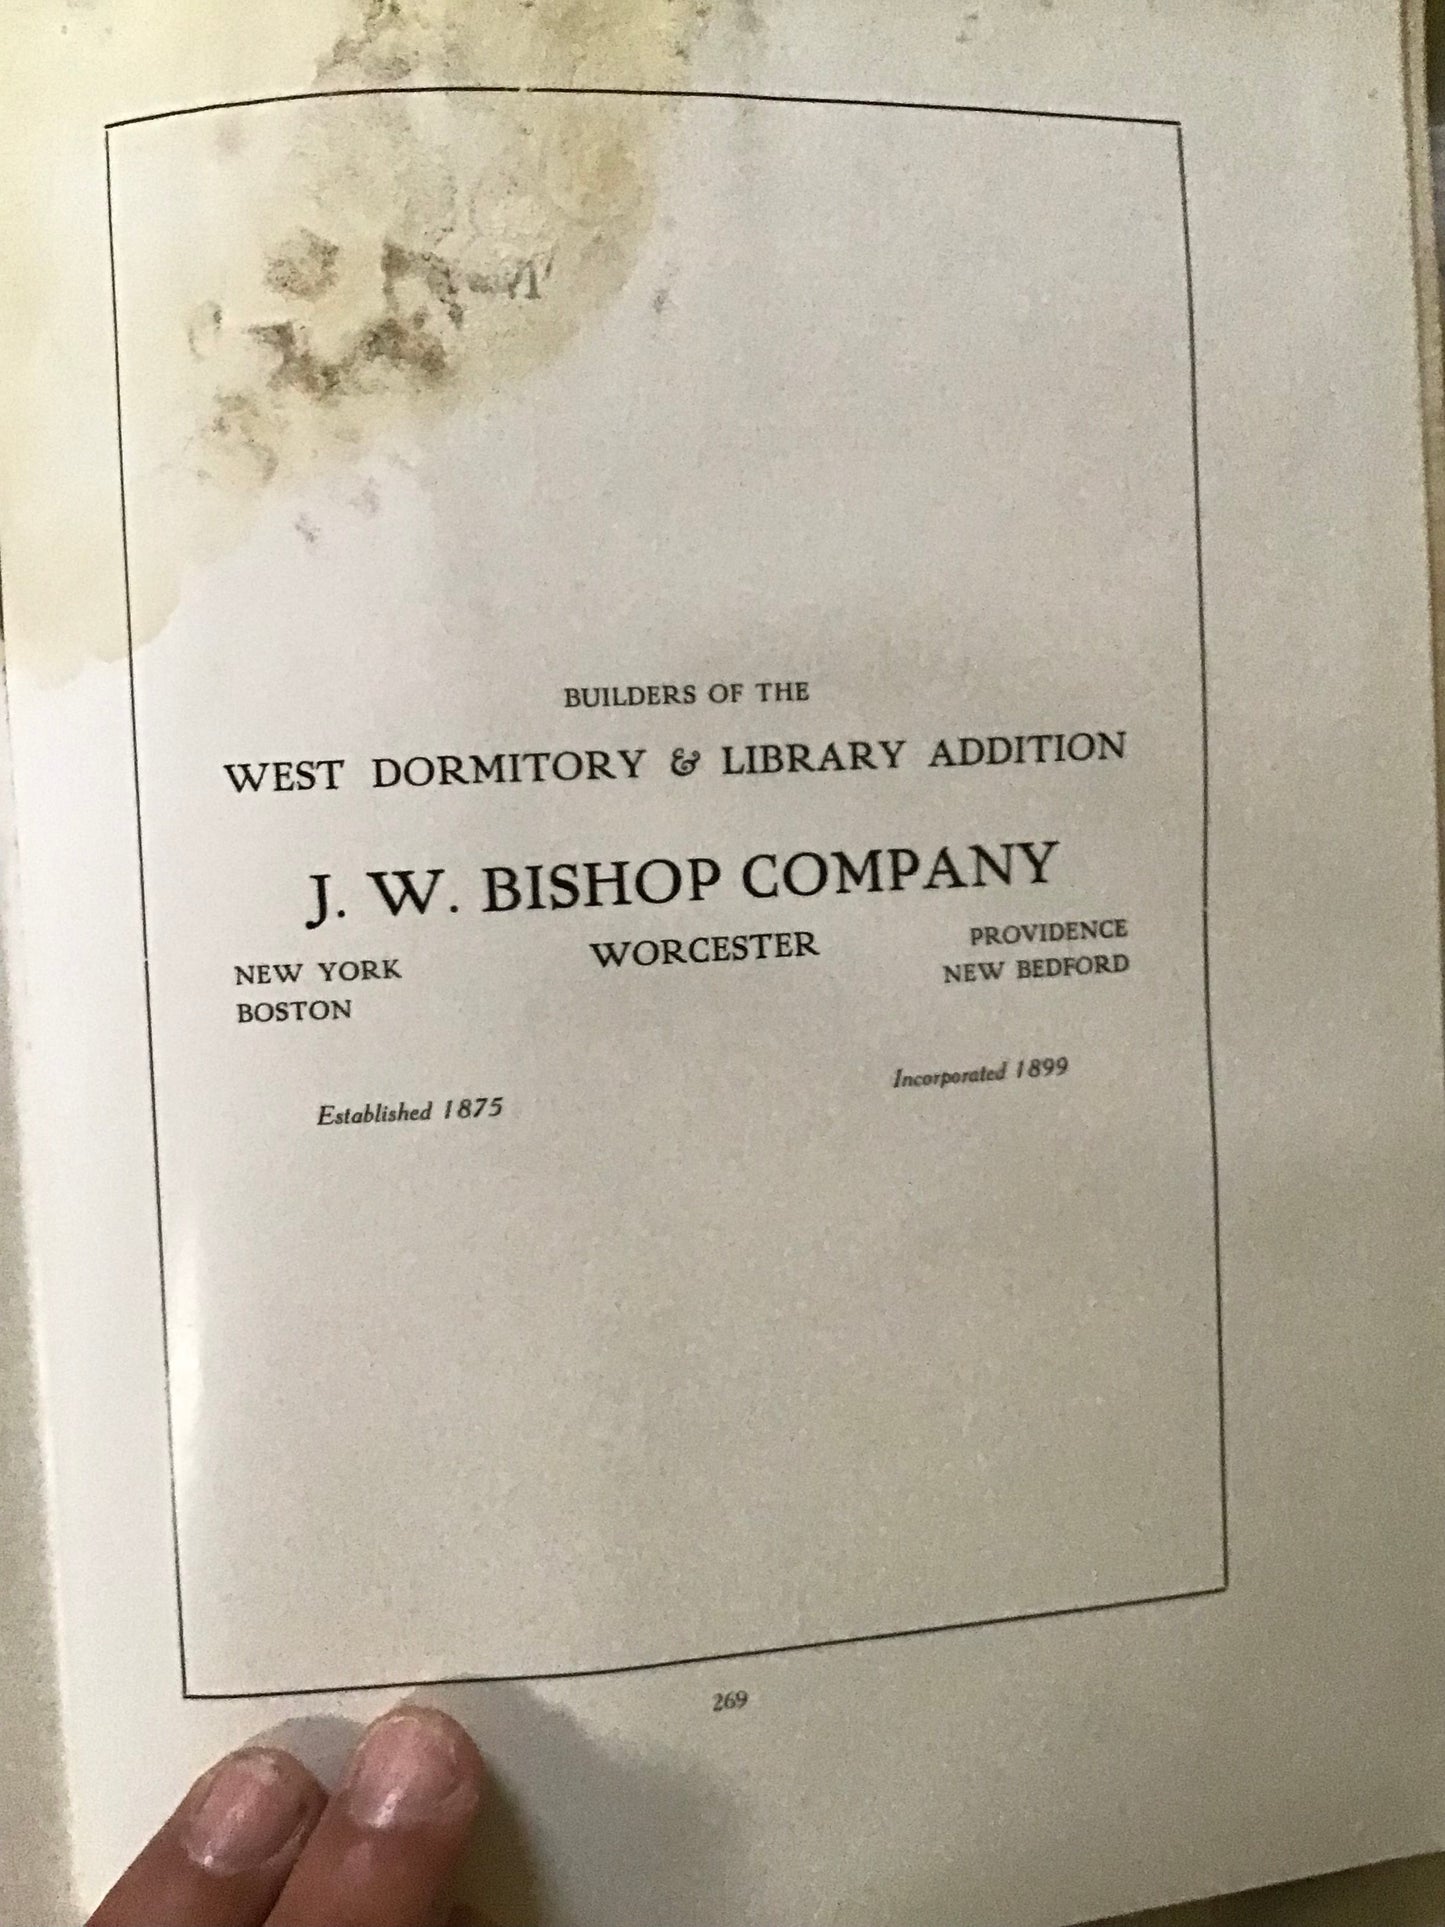 BUILDERS OF THE
WEST DORMITORY & LIBRARY ADDITION
J. W. BISHOP COMPANY
WORCESTER
NEW YORK
BOSTON
PROVIDENCE
NEW BEDFORD
Established 1875
Incorporated 1899
269